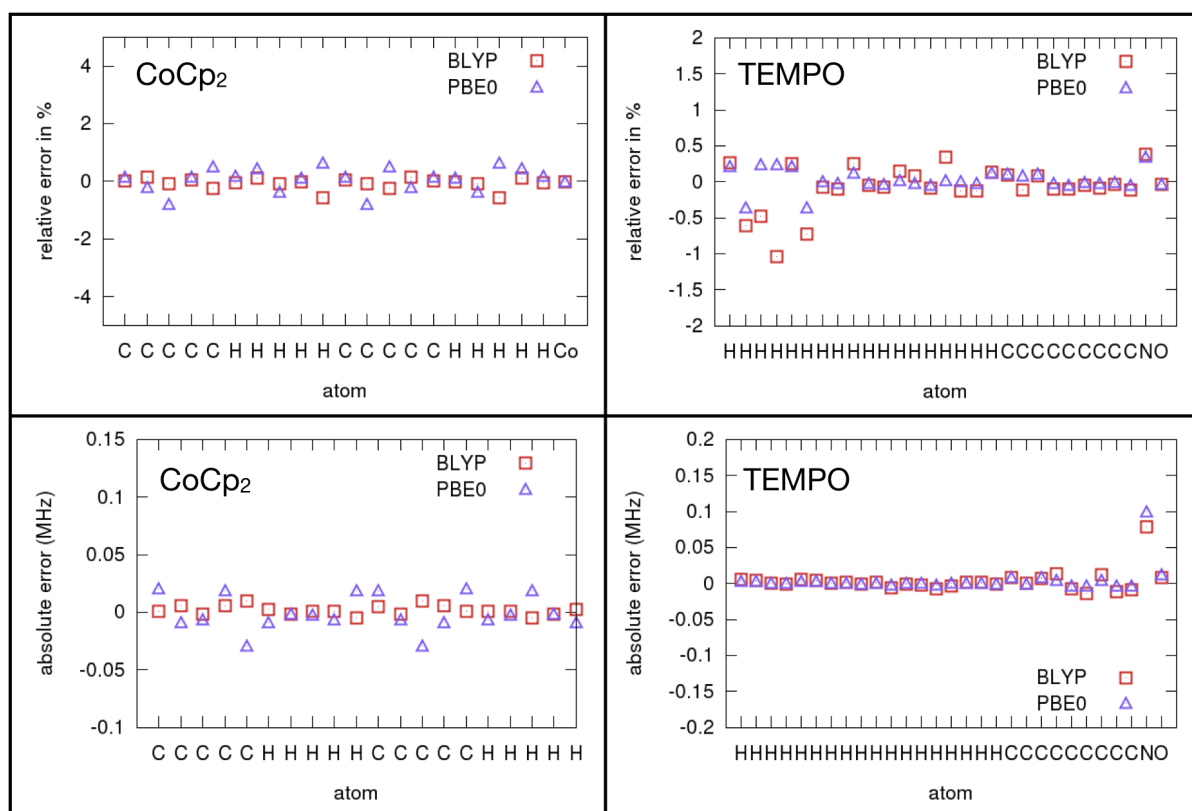 4
2
0
-2
-4
relative error in %
CoCp2
BLYP
PBE0
C C C C C H H H H H C C C C C H H H H H Co
atom
2
1.5
1
0.5
0
-0.5
-1
-1.5
-2
relative error in %
TEMPO
BLYP
PBE0
HHHHHHHHHHHHHHHHHHCCCCCCCCCNO
atom
0.15
0.1
0.05
0
-0.05
-0.1
absolute error (MHz)
CoCp2
BLYP
PBE0
C C C C C H H H H H C C C C C H H H H H
atom
0.2
0.15
0.1
0.05
0
-0.05
-0.1
-0.15
-0.2
absolute error (MHz)
TEMPO
BLYP
PBE0
HHHHHHHHHHHHHHHHHHCCCCCCCCCNO
atom